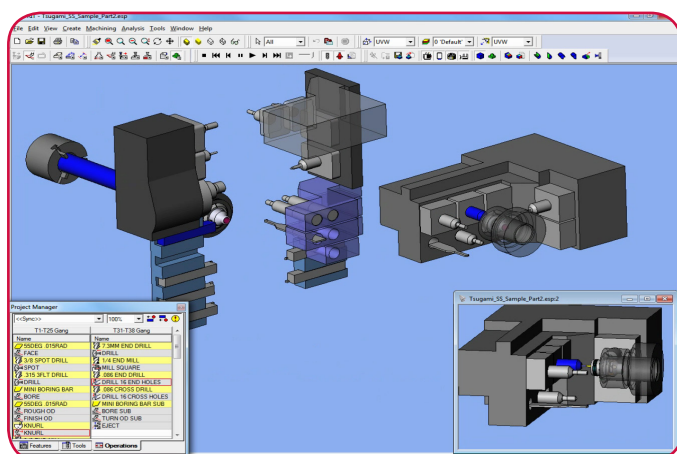 Tsugami_SS_Sample_Part2.esp
File Edit View Create Machining Analysis Tools Window Help
All UVW 0 'Default' UVW
Project Manager
<<Sync>> 100%
T1-T25 Gang T31-T38 Gang
Name Name
55DEG .015RAD 7.3MM END DRILL
FACE DRILL
3/8 SPOT DRILL 1/4 END MILL
SPOT MILL SQUARE
.315 3FLT DRILL .086 END DRILL
DRILL DRILL 16 END HOLES
MINI BORING BAR .086 CROSS DRILL
BORE DRILL 16 CROSS HOLES
55DEG .015RAD MINI BORING BAR SUB
ROUGH OD BORE SUB
FINISH OD TURN OD SUB
KNURL EJECT
KNURL
Features Tools Operations
Tsugami_SS_Sample_Part2.esp:2